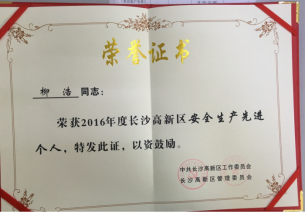 荣誉证书
柳浩 同志:
荣获2016年度长沙高新区安全生产先进
个人，特发此证，以资鼓励。
中共长沙高新区工作委员会
长沙高新区管理委员会